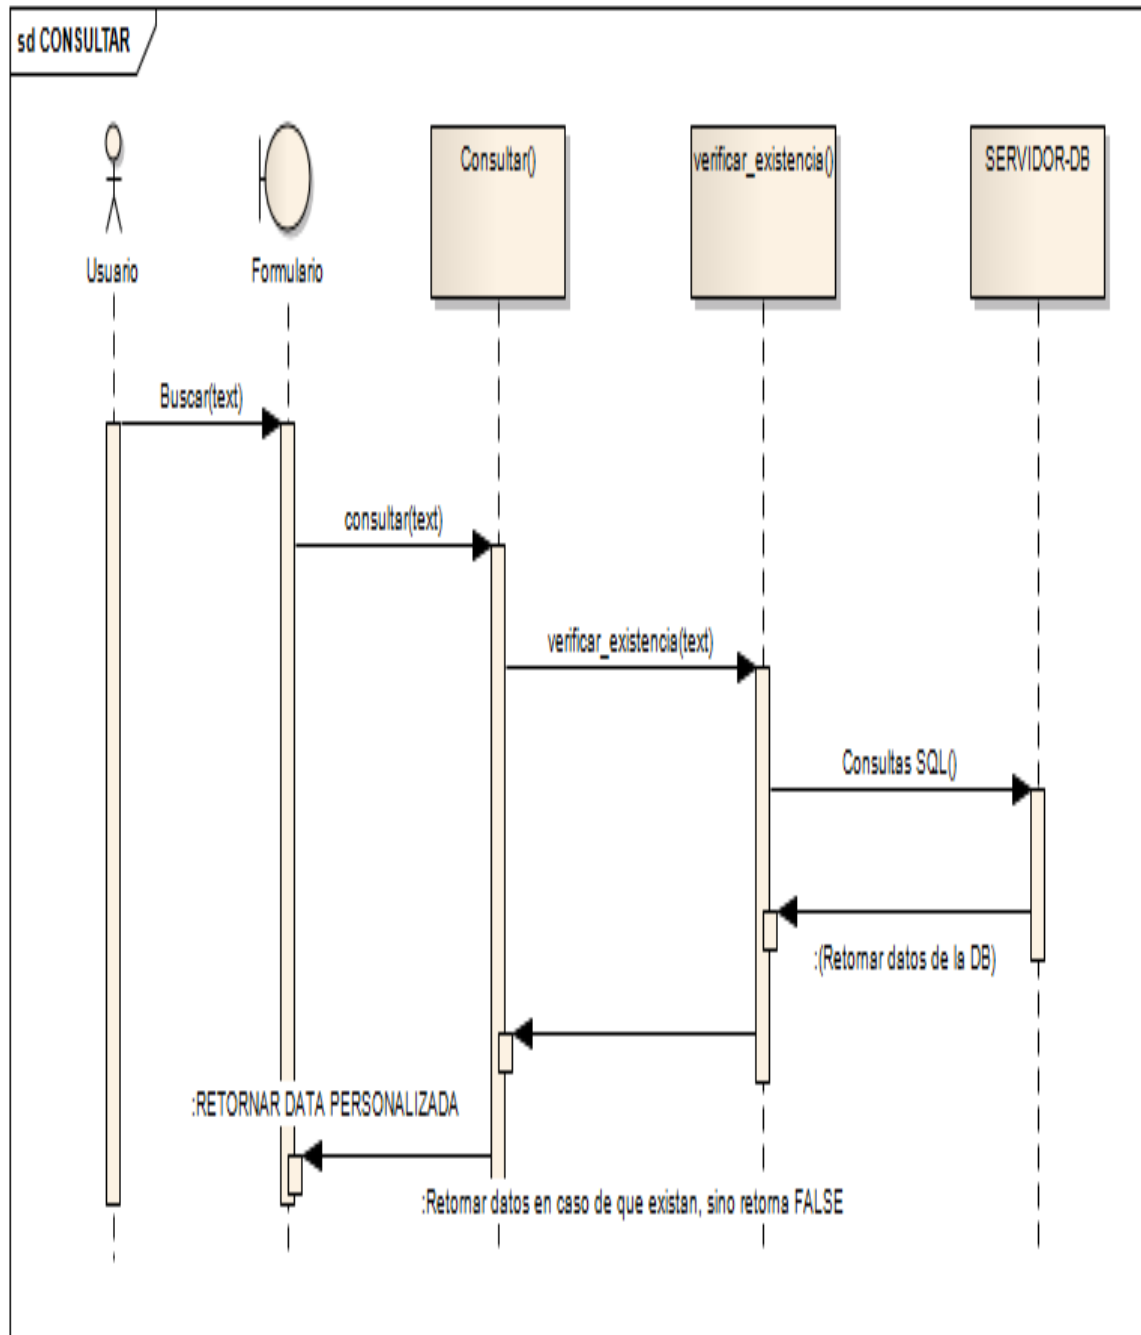 sd CONSULTAR
Consultar()
verificar_existencia()
SERVIDOR-DB
Usuario
Formulario
Buscar(text)
consultar(text)
verificar_existencia(text)
Consultas SQL()
:(Retornar datos de la DB)
:RETORNAR DATA PERSONALIZADA
:Retornar datos en caso de que existan, sino retorna FALSE